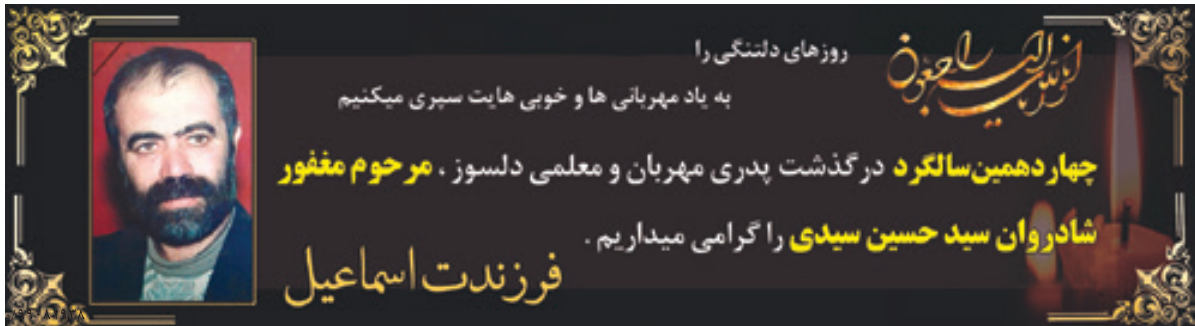 انا لله و انا الیه راجعون
روزهای دلتنگی را
به یاد مهربانی ها و خوبی هایت سپری میکنیم
چهاردهمین سالگرد درگذشت پدری مهربان و معلمی دلسوز ، مرحوم مغفور
شادروان سید حسین سیدی را گرامی میداریم .
فرزندت اسماعیل